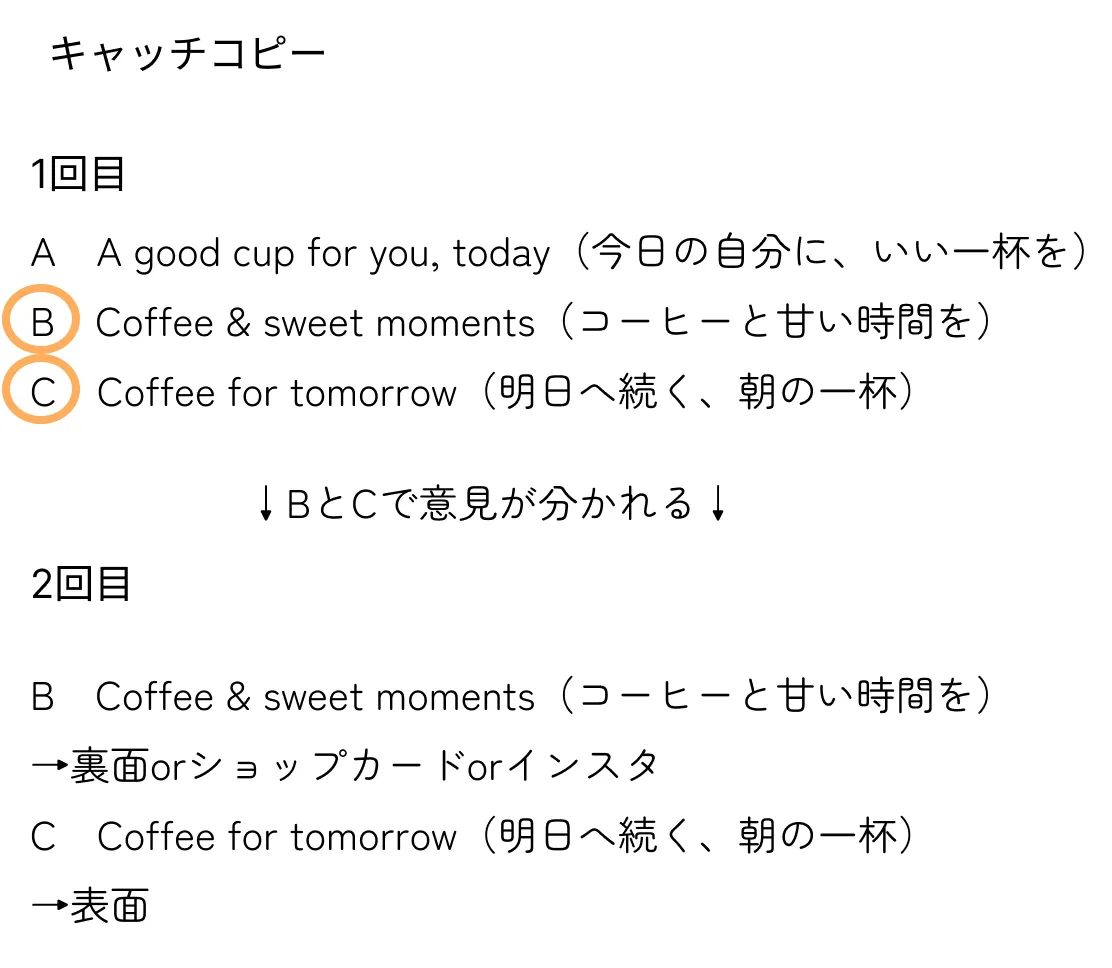 キャッチコピー
1回目
A　A good cup for you, today（今日の自分に、いい一杯を）
B　Coffee & sweet moments（コーヒーと甘い時間を）
C　Coffee for tomorrow（明日へ続く、朝の一杯）
↓BとCで意見が分かれる↓
2回目
B　Coffee & sweet moments（コーヒーと甘い時間を）
→裏面orショップカードorインスタ
C　Coffee for tomorrow（明日へ続く、朝の一杯）
→表面